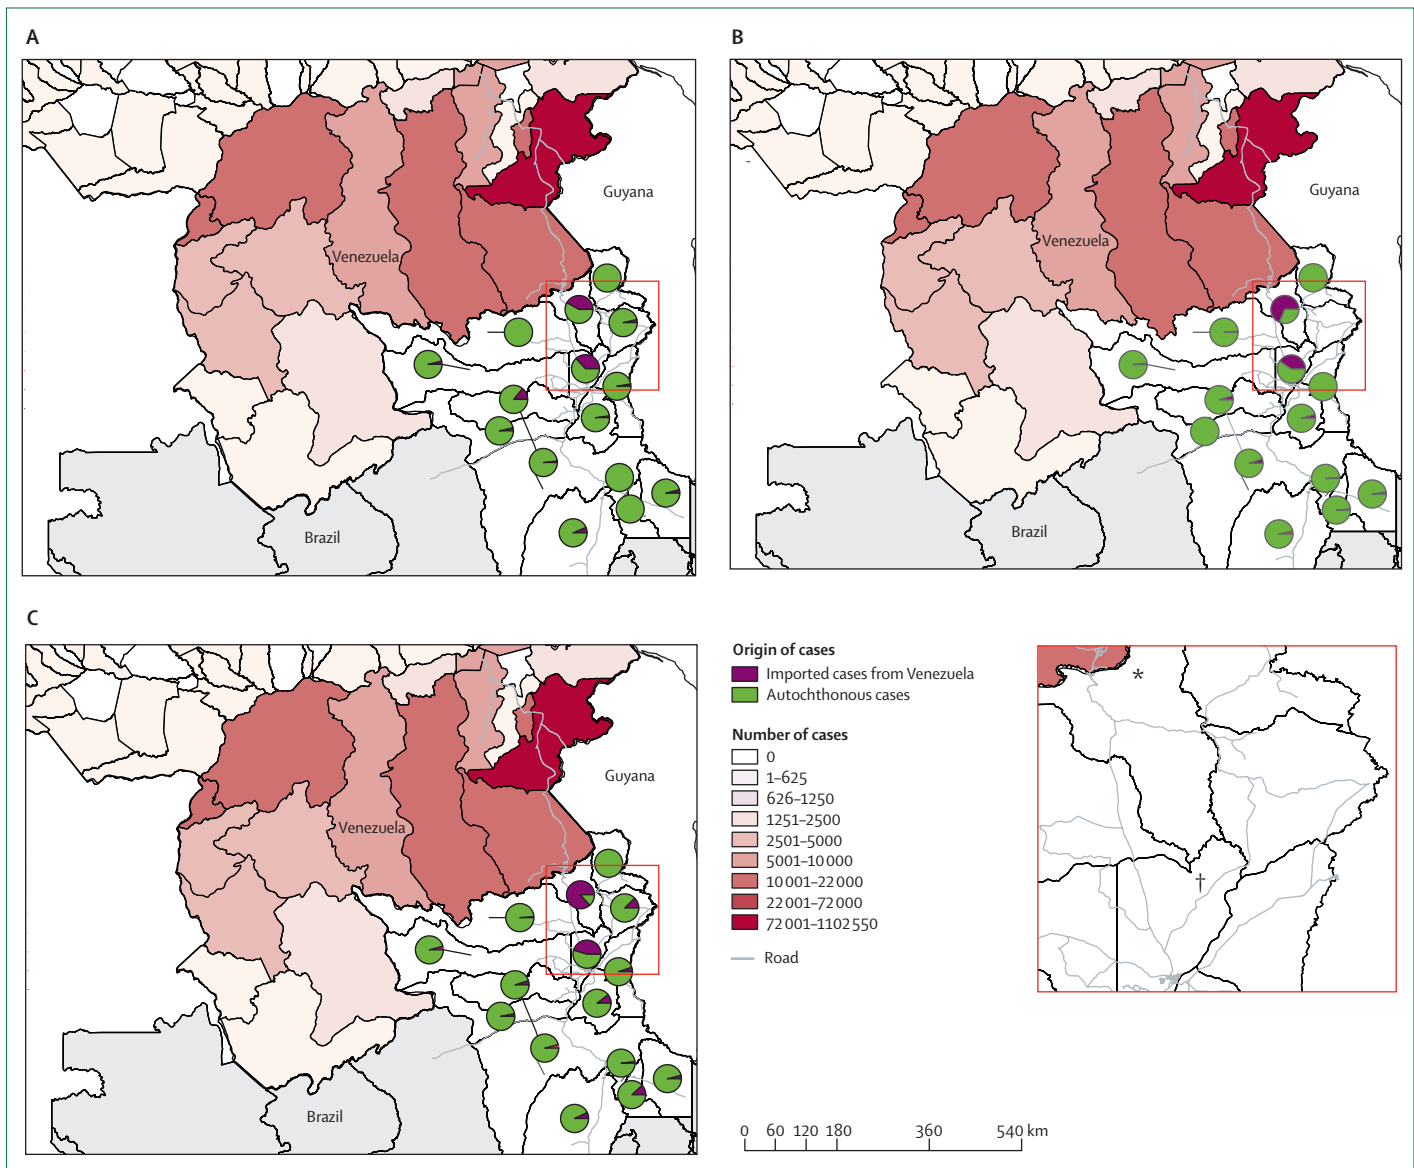 A
Guyana
Venezuela
Brazil
B
Guyana
Venezuela
Brazil
C
Guyana
Venezuela
Brazil
Origin of cases
Imported cases from Venezuela
Autochthonous cases
Number of cases
0
1–625
626–1250
1251–2500
2501–5000
5001–10 000
10 001–22 000
22 001–72 000
72 001–1102 550
Road
*
†
0 60 120 180 360 540 km